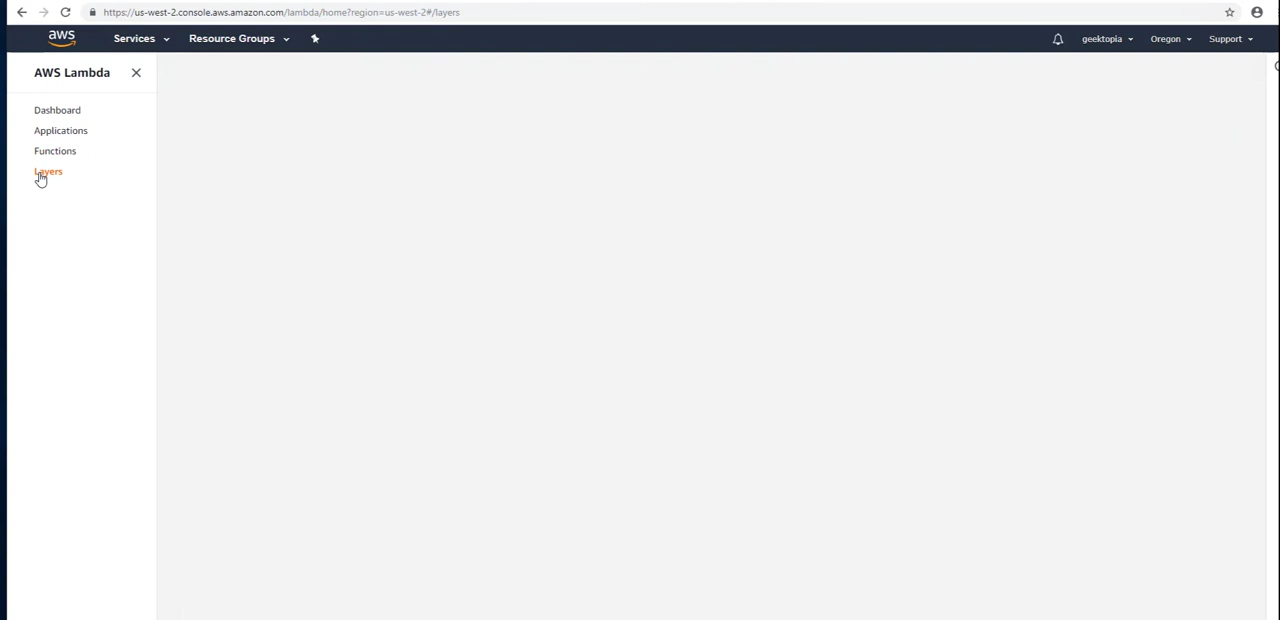 https://us-west-2.console.aws.amazon.com/lambda/home?region=us-west-2#/layers
aws Services Resource Groups geektopia Oregon Support
AWS Lambda
Dashboard
Applications
Functions
Layers